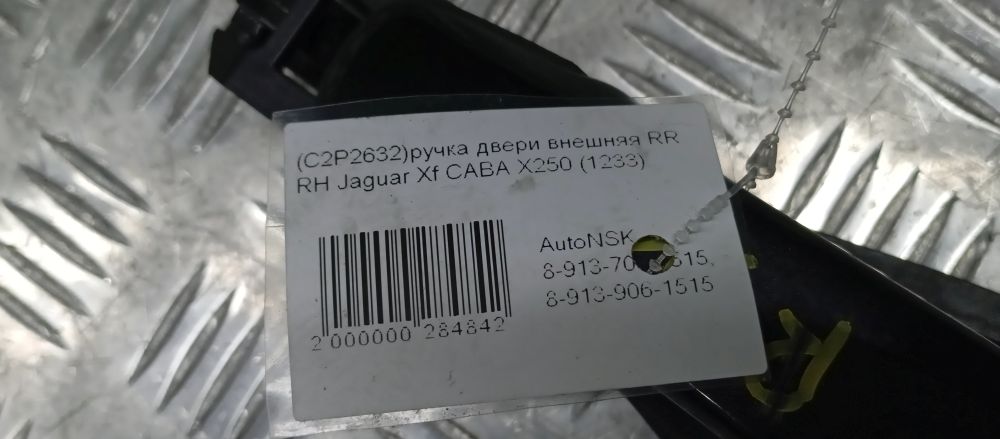 (C2P2632)ручка двери внешняя RR
RH Jaguar Xf CABA X250 (1233)
AutoNSK
8-913-906-1515
2 000000 284842